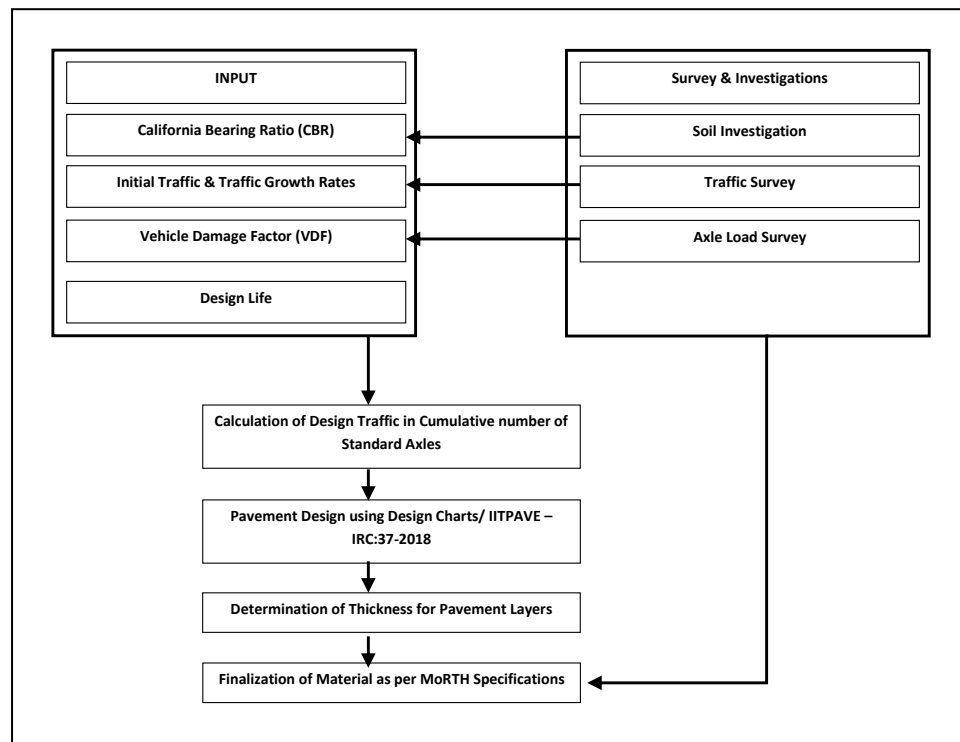 INPUT
California Bearing Ratio (CBR)
Initial Traffic & Traffic Growth Rates
Vehicle Damage Factor (VDF)
Design Life
Survey & Investigations
Soil Investigation
Traffic Survey
Axle Load Survey
Calculation of Design Traffic in Cumulative number of
Standard Axles
Pavement Design using Design Charts/ IITPAVE –
IRC:37-2018
Determination of Thickness for Pavement Layers
Finalization of Material as per MoRTH Specifications